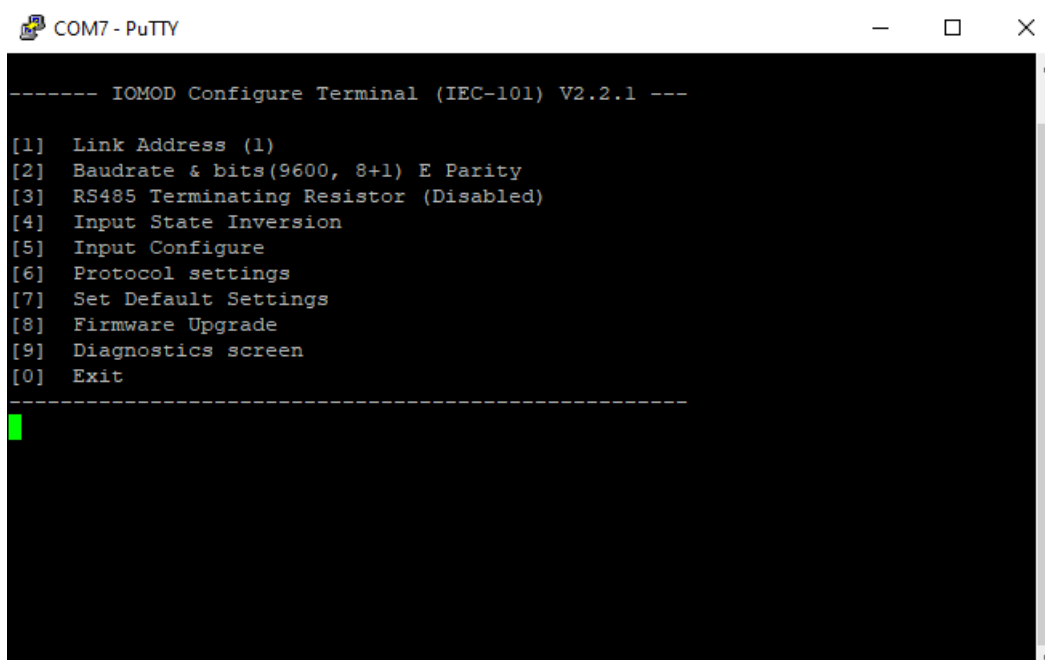 COM7 - PuTTY
------- IOMOD Configure Terminal (IEC-101) V2.2.1 ---
[1] Link Address (1)
[2] Baudrate & bits(9600, 8+1) E Parity
[3] RS485 Terminating Resistor (Disabled)
[4] Input State Inversion
[5] Input Configure
[6] Protocol settings
[7] Set Default Settings
[8] Firmware Upgrade
[9] Diagnostics screen
[0] Exit
-----------------------------------------------------